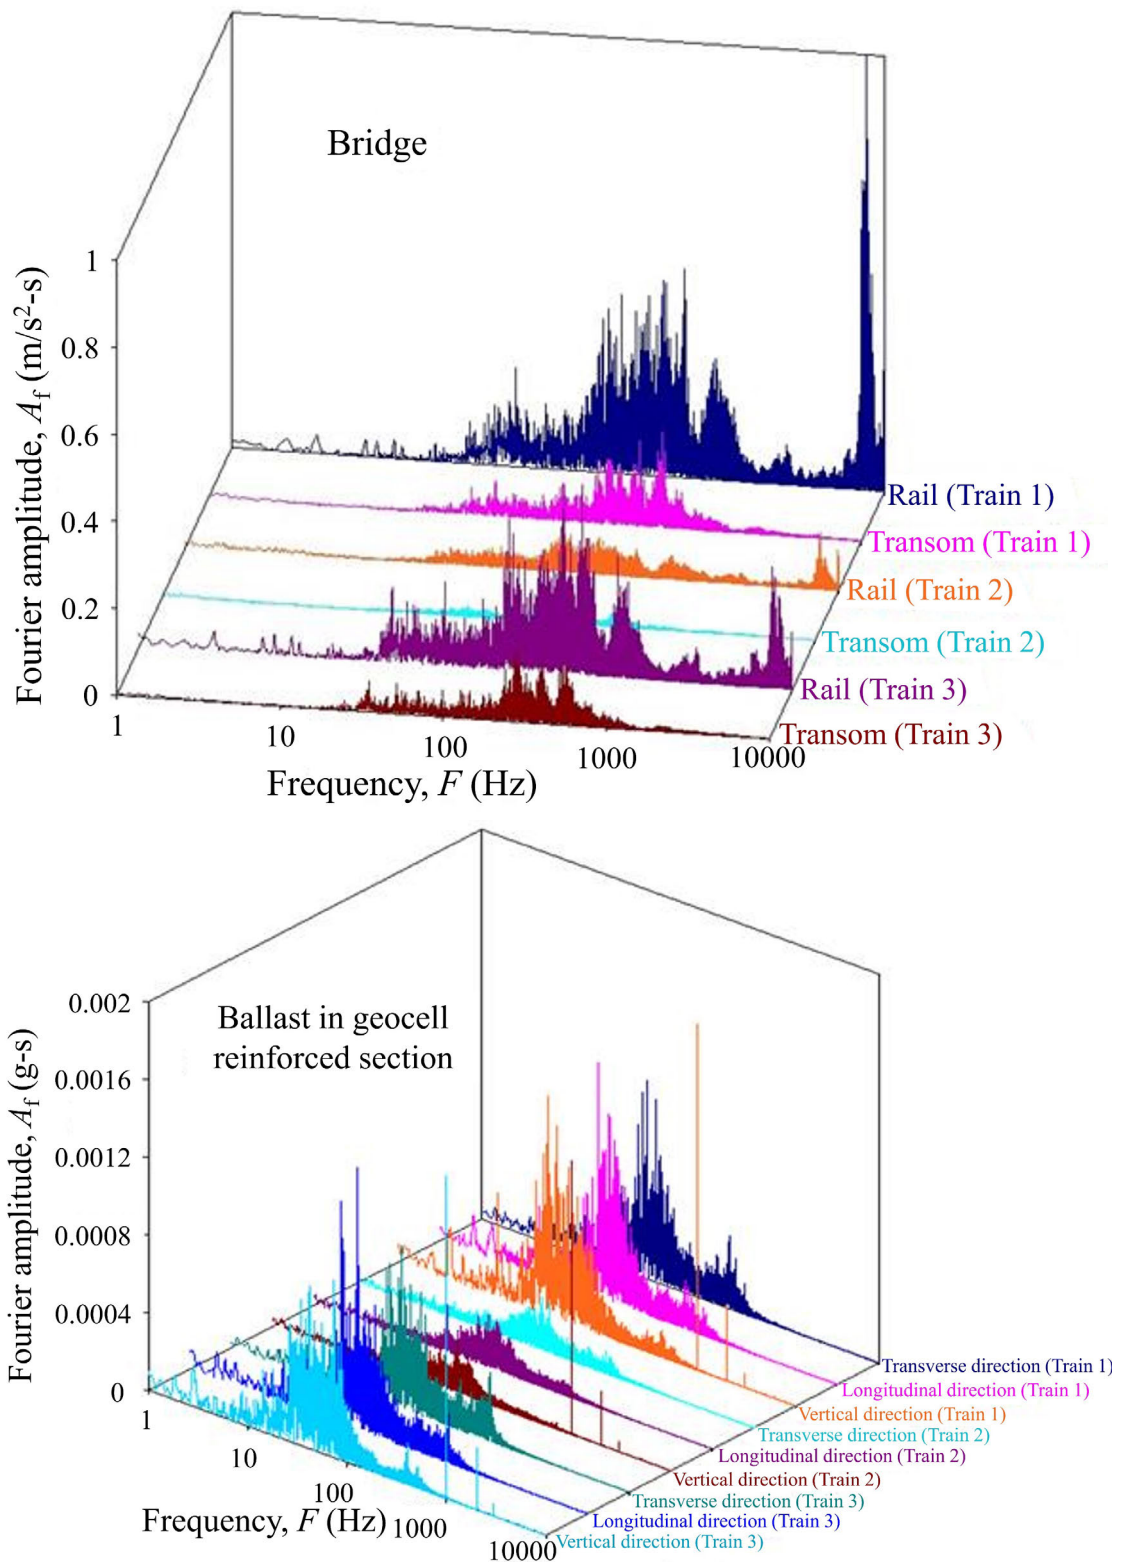 Bridge
Fourier amplitude, A_f (m/s²-s)
1
0.8
0.6
0.4
0.2
0
1
10
100
1000
10000
Frequency, F (Hz)
Rail (Train 1)
Transom (Train 1)
Rail (Train 2)
Transom (Train 2)
Rail (Train 3)
Transom (Train 3)
Ballast in geocell
reinforced section
Fourier amplitude, A_f (g-s)
0.002
0.0016
0.0012
0.0008
0.0004
0
1
10
100
1000
10000
Frequency, F (Hz)
Transverse direction (Train 1)
Longitudinal direction (Train 1)
Vertical direction (Train 1)
Transverse direction (Train 2)
Longitudinal direction (Train 2)
Vertical direction (Train 2)
Transverse direction (Train 3)
Longitudinal direction (Train 3)
Vertical direction (Train 3)